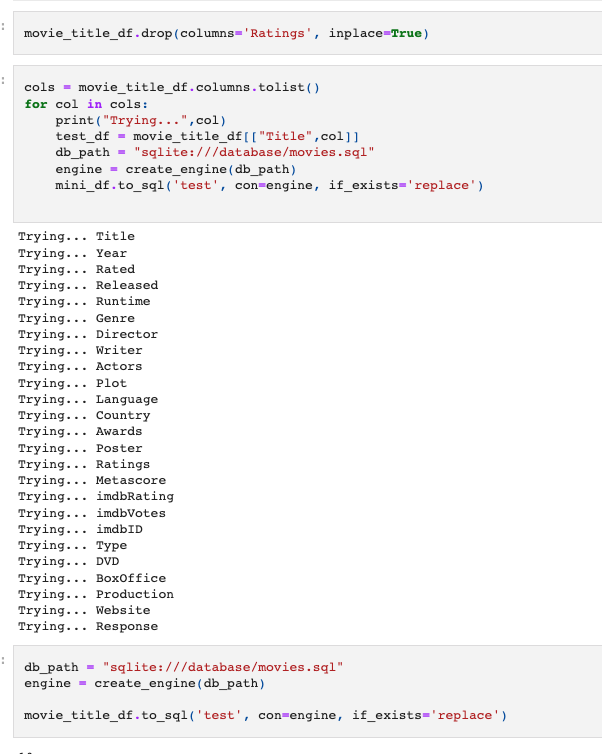 movie_title_df.drop(columns='Ratings', inplace=True)
cols = movie_title_df.columns.tolist()
for col in cols:
    print("Trying...",col)
    test_df = movie_title_df[["Title",col]]
    db_path = "sqlite:///database/movies.sql"
    engine = create_engine(db_path)
    mini_df.to_sql('test', con=engine, if_exists='replace')
Trying... Title
Trying... Year
Trying... Rated
Trying... Released
Trying... Runtime
Trying... Genre
Trying... Director
Trying... Writer
Trying... Actors
Trying... Plot
Trying... Language
Trying... Country
Trying... Awards
Trying... Poster
Trying... Ratings
Trying... Metascore
Trying... imdbRating
Trying... imdbVotes
Trying... imdbID
Trying... Type
Trying... DVD
Trying... BoxOffice
Trying... Production
Trying... Website
Trying... Response
db_path = "sqlite:///database/movies.sql"
engine = create_engine(db_path)
movie_title_df.to_sql('test', con=engine, if_exists='replace')